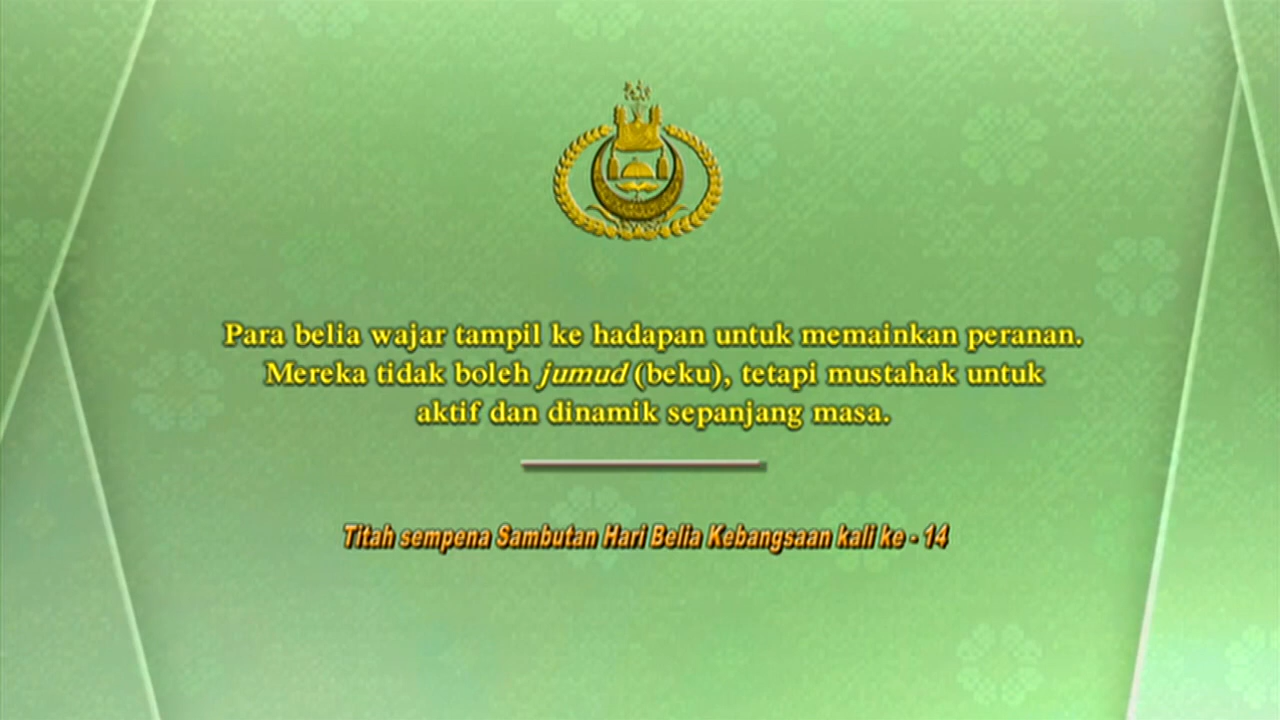 Para belia wajar tampil ke hadapan untuk memainkan peranan.
Mereka tidak boleh jumud (beku), tetapi mustahak untuk
aktif dan dinamik sepanjang masa.
Titah sempena Sambutan Hari Belia Kebangsaan kali ke - 14